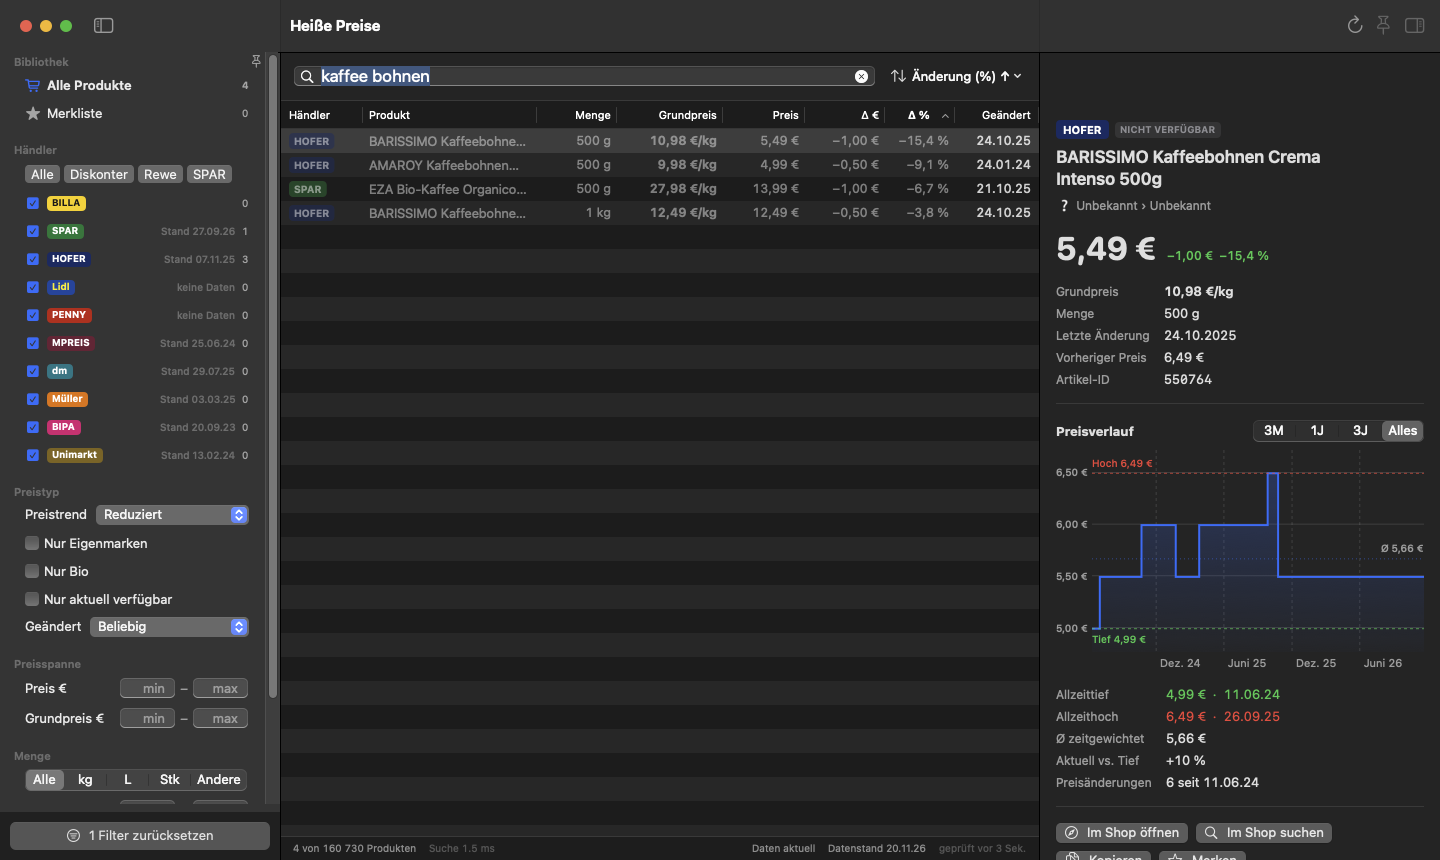 Heiße Preise
Bibliothek
Alle Produkte 4
Merkliste 0
Händler
Alle Diskonter Rewe SPAR
BILLA 0
SPAR Stand 27.09.26 1
HOFER Stand 07.11.25 3
Lidl keine Daten 0
PENNY keine Daten 0
MPREIS Stand 25.06.24 0
dm Stand 29.07.25 0
Müller Stand 03.03.25 0
BIPA Stand 20.09.23 0
Unimarkt Stand 13.02.24 0
Preistyp
Preistrend Reduziert
Nur Eigenmarken
Nur Bio
Nur aktuell verfügbar
Geändert Beliebig
Preisspanne
Preis € min – max
Grundpreis € min – max
Menge
Alle kg L Stk Andere
1 Filter zurücksetzen
kaffee bohnen
Änderung (%)
Händler Produkt Menge Grundpreis Preis Δ € Δ % Geändert
HOFER BARISSIMO Kaffeebohne... 500 g 10,98 €/kg 5,49 € −1,00 € −15,4 % 24.10.25
HOFER AMAROY Kaffeebohnen... 500 g 9,98 €/kg 4,99 € −0,50 € −9,1 % 24.01.24
SPAR EZA Bio-Kaffee Organico... 500 g 27,98 €/kg 13,99 € −1,00 € −6,7 % 21.10.25
HOFER BARISSIMO Kaffeebohne... 1 kg 12,49 €/kg 12,49 € −0,50 € −3,8 % 24.10.25
4 von 160 730 Produkten Suche 1.5 ms Daten aktuell Datenstand 20.11.26 geprüft vor 3 Sek.
HOFER NICHT VERFÜGBAR
BARISSIMO Kaffeebohnen Crema
Intenso 500g
? Unbekannt › Unbekannt
5,49 € −1,00 € −15,4 %
Grundpreis 10,98 €/kg
Menge 500 g
Letzte Änderung 24.10.2025
Vorheriger Preis 6,49 €
Artikel-ID 550764
Preisverlauf 3M 1J 3J Alles
Hoch 6,49 €
6,50 €
6,00 €
Ø 5,66 €
5,50 €
5,00 €
Tief 4,99 €
Dez. 24 Juni 25 Dez. 25 Juni 26
Allzeittief 4,99 € · 11.06.24
Allzeithoch 6,49 € · 26.09.25
Ø zeitgewichtet 5,66 €
Aktuell vs. Tief +10 %
Preisänderungen 6 seit 11.06.24
Im Shop öffnen Im Shop suchen
Kopieren Merken